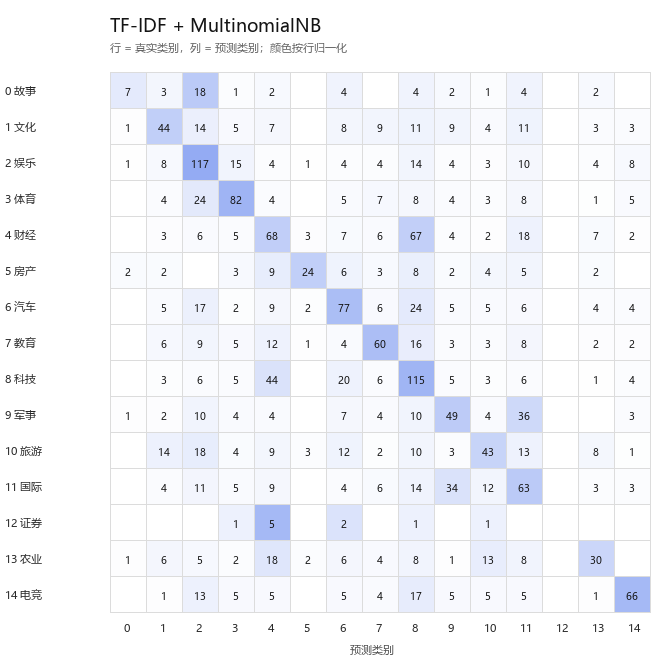 TF-IDF + MultinomialNB
行 = 真实类别，列 = 预测类别；颜色按行归一化
0 故事 7 3 18 1 2 4 4 2 1 4 2
1 文化 1 44 14 5 7 8 9 11 9 4 11 3 3
2 娱乐 1 8 117 15 4 1 4 4 14 4 3 10 4 8
3 体育 4 24 82 4 5 7 8 4 3 8 1 5
4 财经 3 6 5 68 3 7 6 67 4 2 18 7 2
5 房产 2 2 3 9 24 6 3 8 2 4 5 2
6 汽车 5 17 2 9 2 77 6 24 5 5 6 4 4
7 教育 6 9 5 12 1 4 60 16 3 3 8 2 2
8 科技 3 6 5 44 20 6 115 5 3 6 1 4
9 军事 1 2 10 4 4 7 4 10 49 4 36 3
10 旅游 14 18 4 9 3 12 2 10 3 43 13 8 1
11 国际 4 11 5 9 4 6 14 34 12 63 3 3
12 证券 1 5 2 1 1
13 农业 1 6 5 2 18 2 6 4 8 1 13 8 30
14 电竞 1 13 5 5 5 4 17 5 5 5 1 66
0 1 2 3 4 5 6 7 8 9 10 11 12 13 14
预测类别